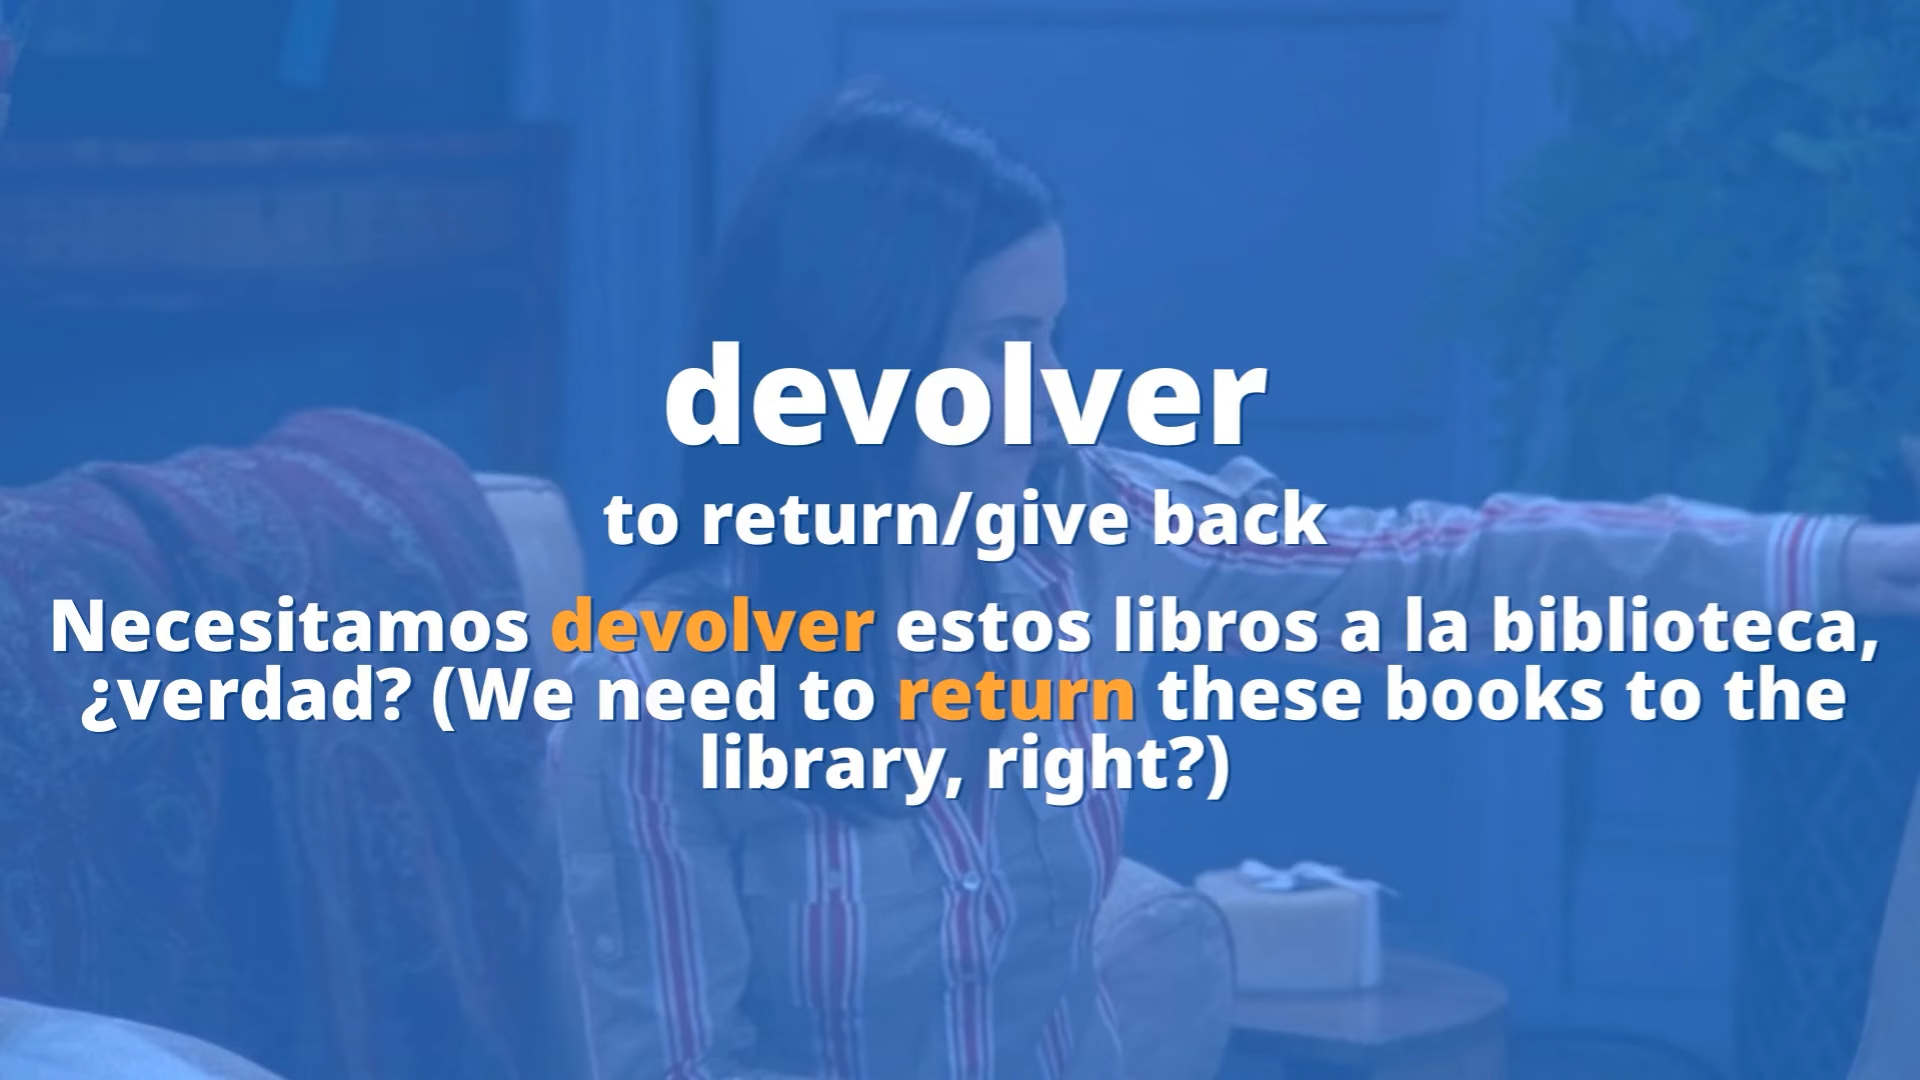 devolver
to return/give back
Necesitamos devolver estos libros a la biblioteca,
¿verdad? (We need to return these books to the
library, right?)